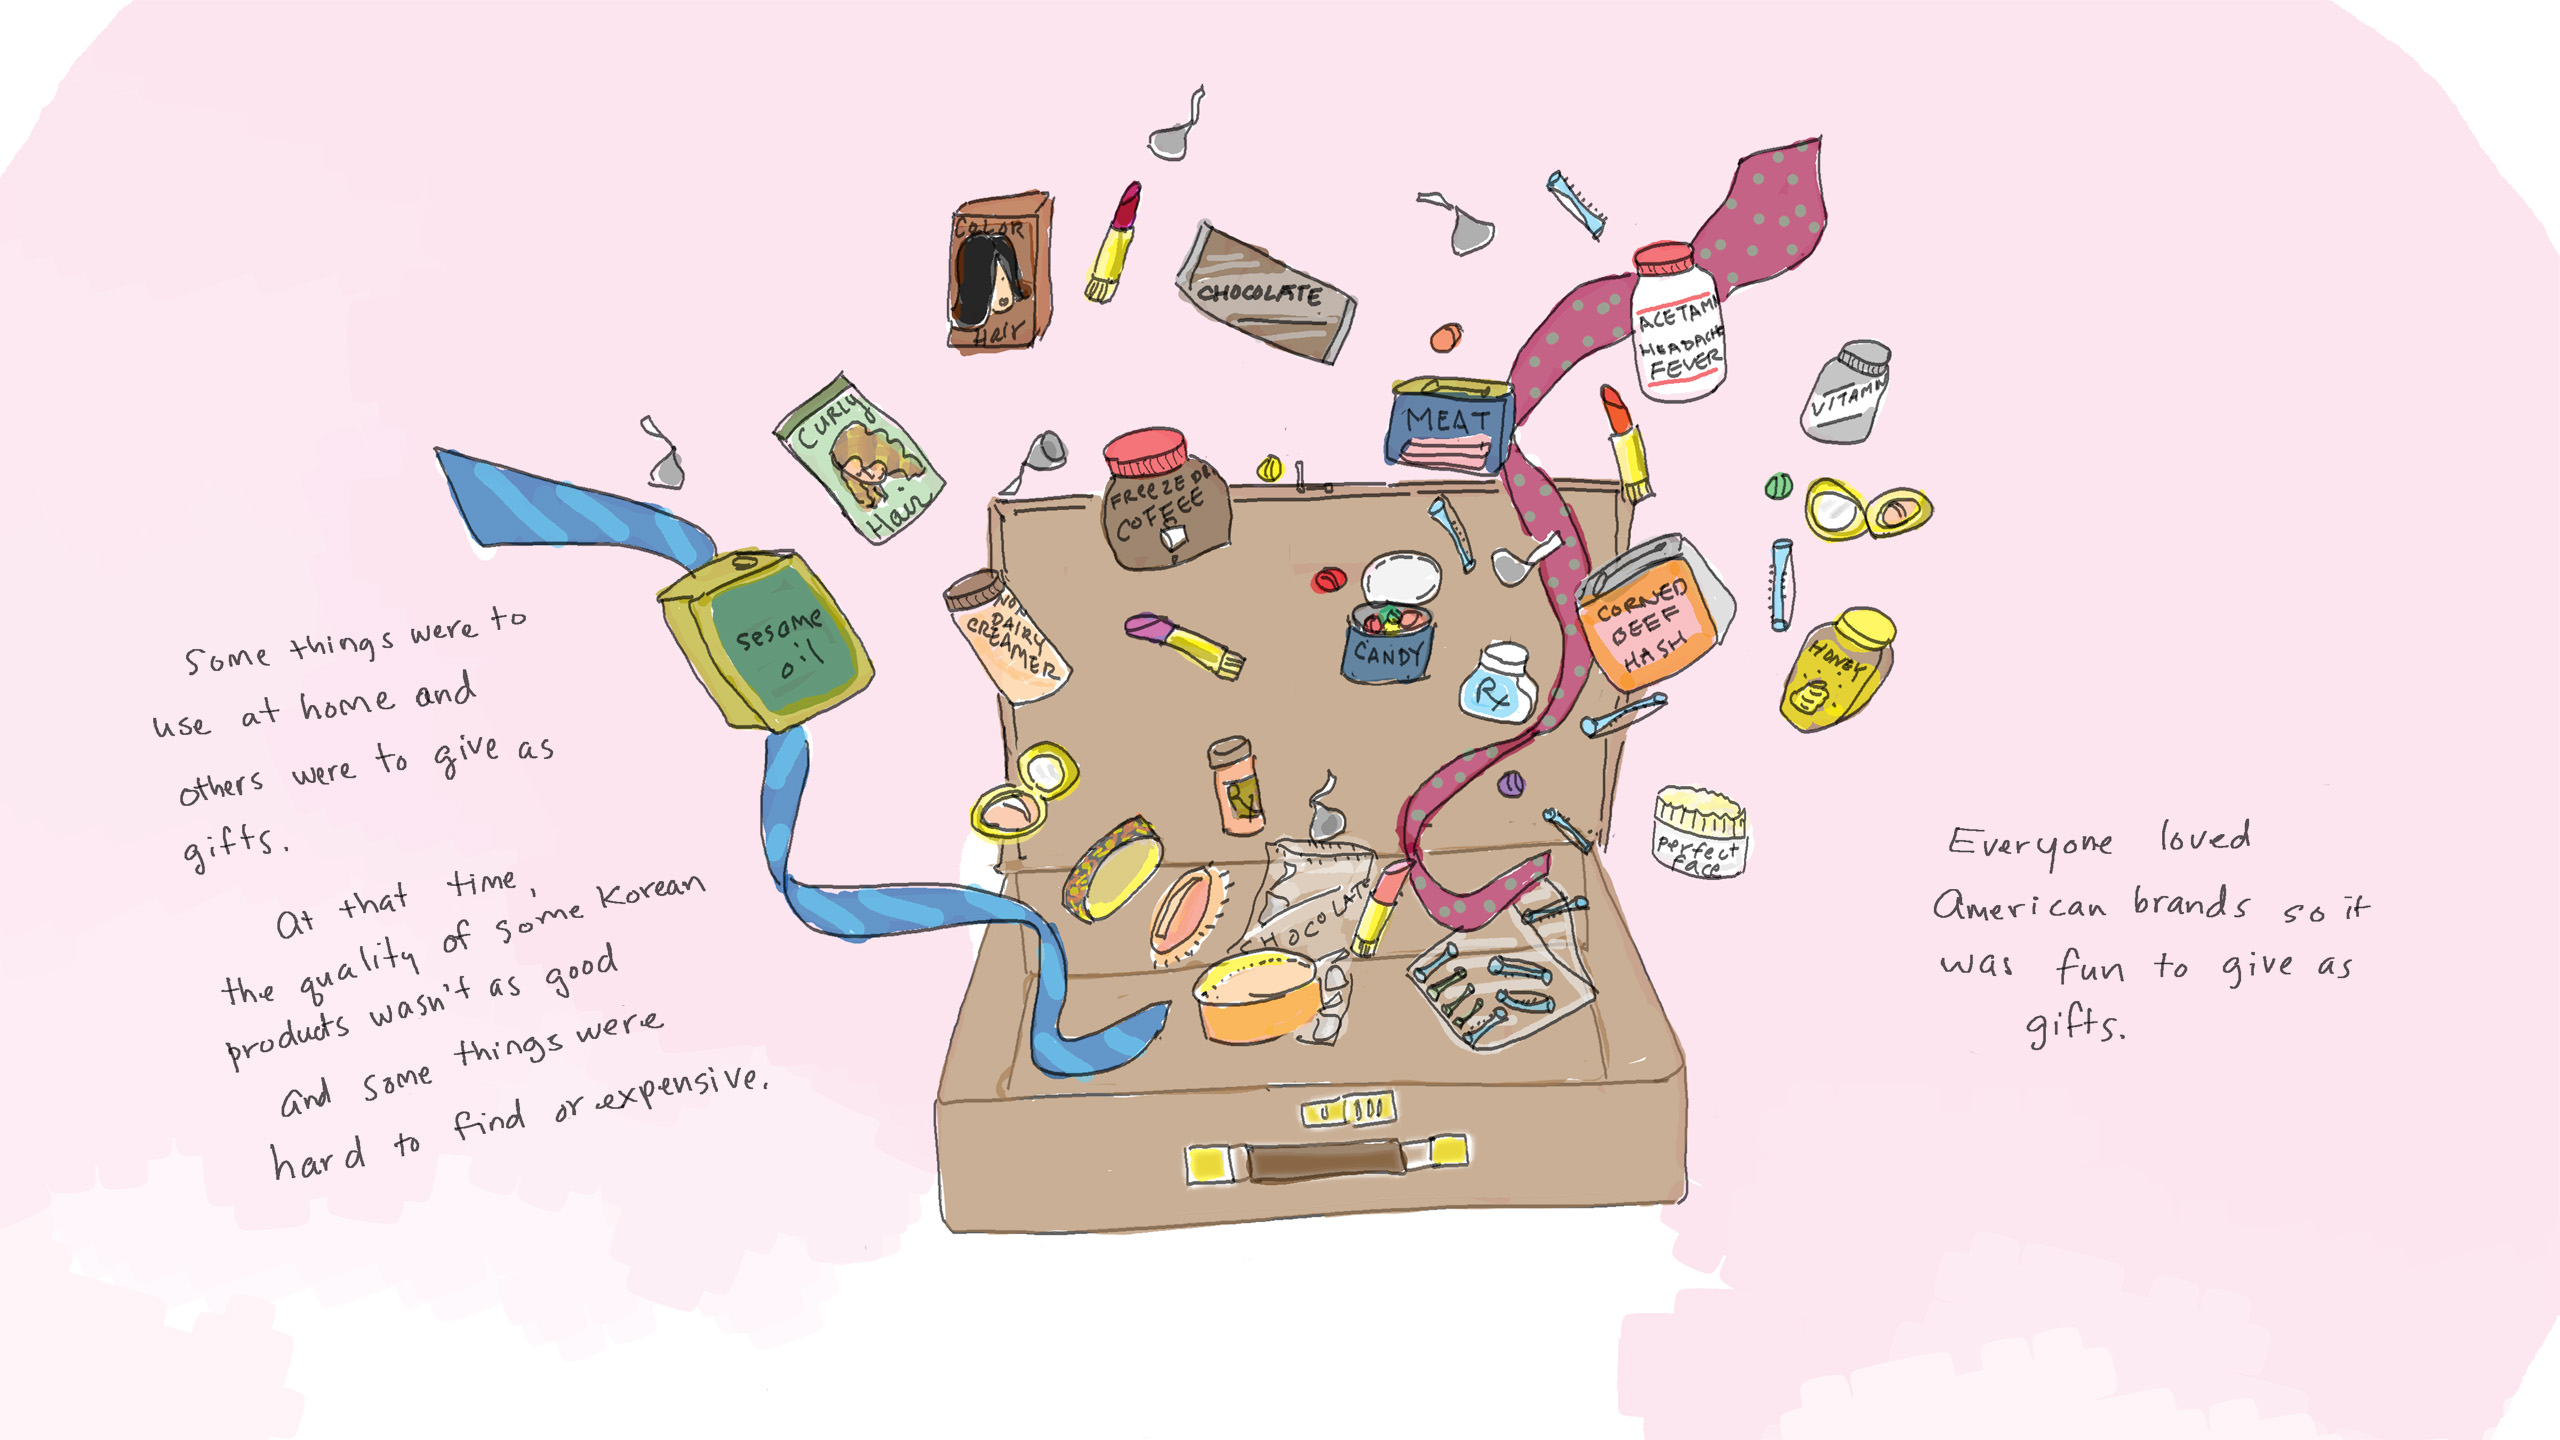 Some things were to
use at home and
others were to give as
gifts.
At that time,
the quality of some Korean
products wasn't as good
and some things were
hard to find or expensive.
COLOR
Hair
CHOCOLATE
ACETAM
HEADACHE
FEVER
VITAMN
CURLY
Hair
MEAT
FREEZE DR
COFEEE
sesame
oil
NON
DAIRY
CREAMER
CANDY
Rx
CORNED
BEEF
HASH
HONEY
Rx
perfect
face
CHOCOLATE
Everyone loved
American brands so it
was fun to give as
gifts.